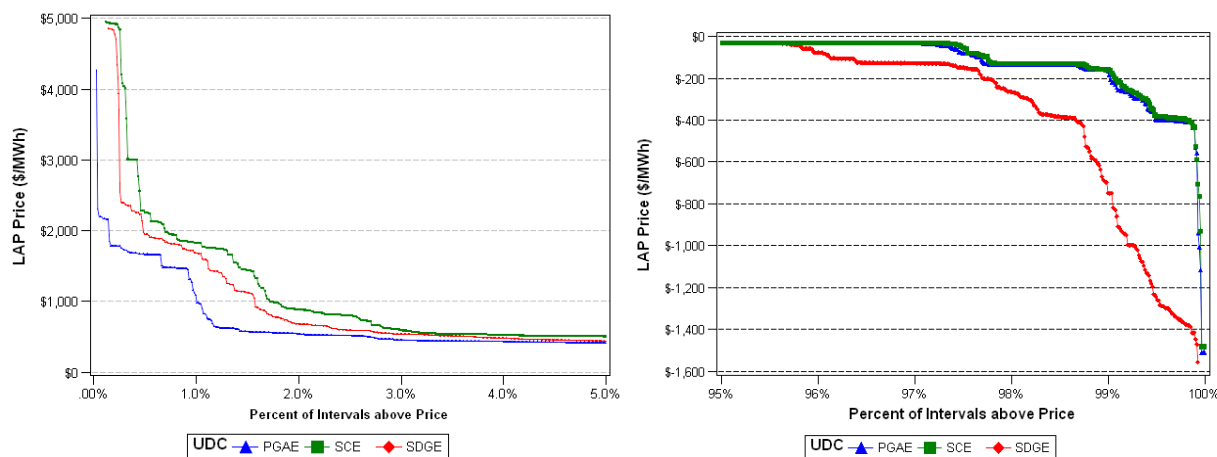 $5,000
$4,000
$3,000
$2,000
$1,000
$0
LAP Price ($/MWh)
.00% 1.0% 2.0% 3.0% 4.0% 5.0%
Percent of Intervals above Price
UDC PGAE SCE SDGE
$0
$-200
$-400
$-600
$-800
$-1,000
$-1,200
$-1,400
$-1,600
LAP Price ($/MWh)
95% 96% 97% 98% 99% 100%
Percent of Intervals above Price
UDC PGAE SCE SDGE